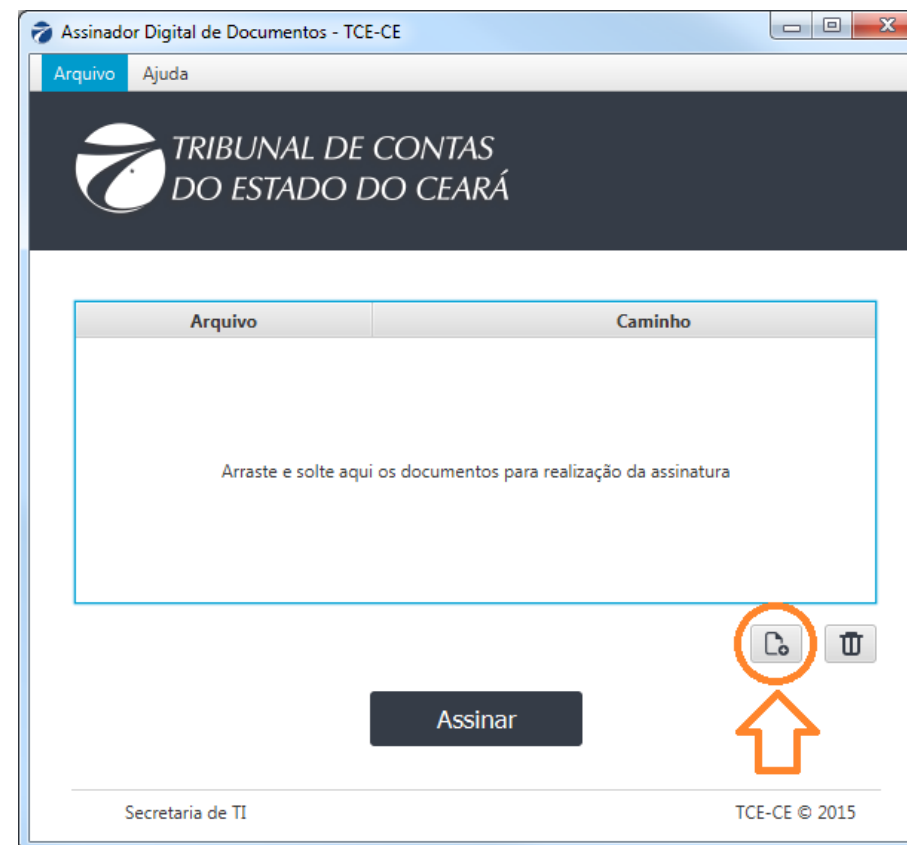 Assinador Digital de Documentos - TCE-CE
Arquivo Ajuda
TRIBUNAL DE CONTAS
DO ESTADO DO CEARÁ
Arquivo Caminho
Arraste e solte aqui os documentos para realização da assinatura
Assinar
Secretaria de TI TCE-CE © 2015